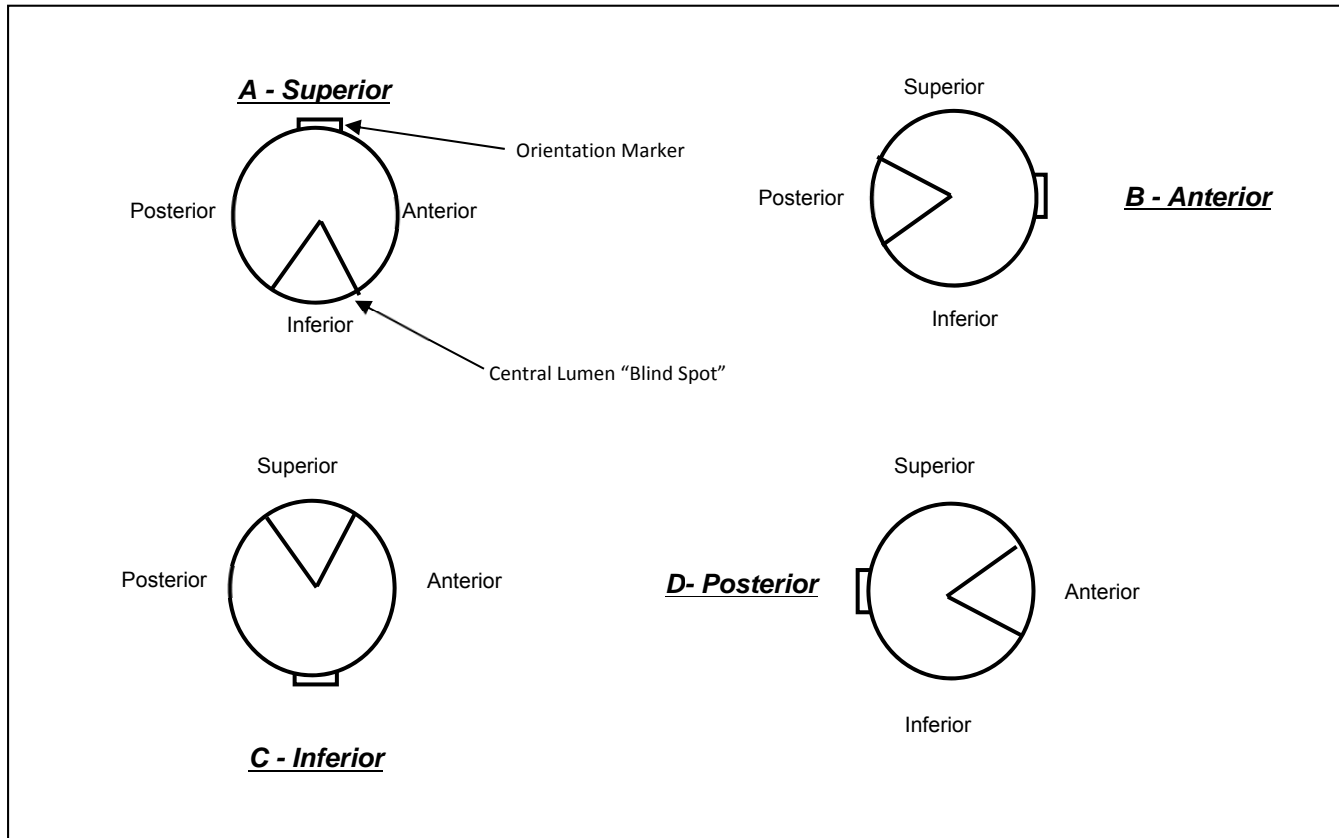 A - Superior
Orientation Marker
Posterior
Anterior
Inferior
Central Lumen “Blind Spot”
Superior
Posterior
B - Anterior
Inferior
Superior
Posterior
Anterior
C - Inferior
Superior
D- Posterior
Anterior
Inferior